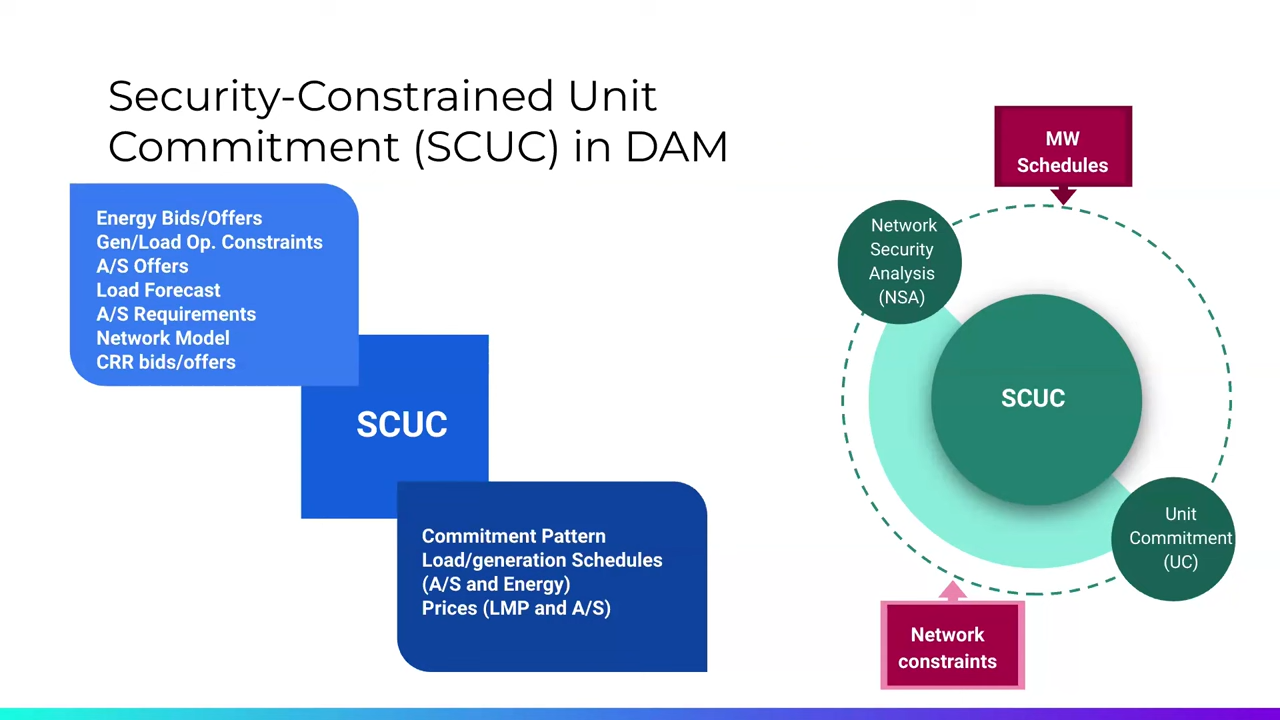 Security-Constrained Unit
Commitment (SCUC) in DAM
Energy Bids/Offers
Gen/Load Op. Constraints
A/S Offers
Load Forecast
A/S Requirements
Network Model
CRR bids/offers
SCUC
Commitment Pattern
Load/generation Schedules
(A/S and Energy)
Prices (LMP and A/S)
MW
Schedules
Network
Security
Analysis
(NSA)
SCUC
Unit
Commitment
(UC)
Network
constraints